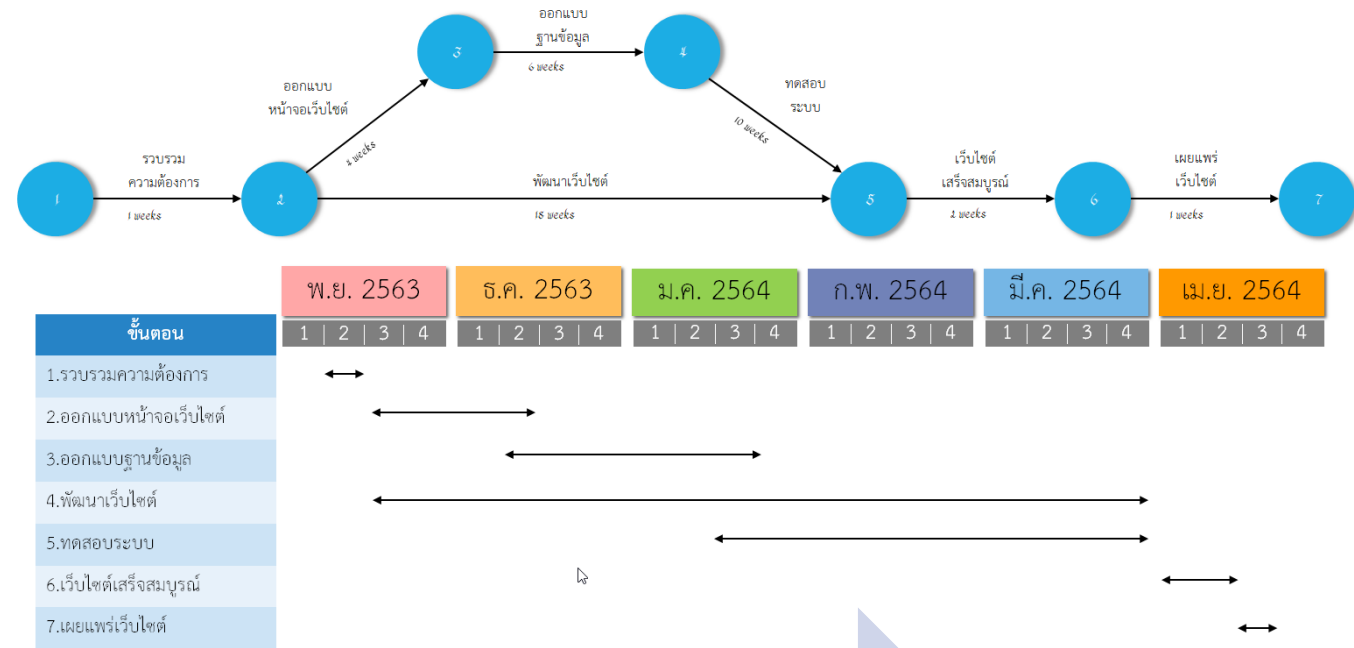 ออกแบบ
ฐานข้อมูล
3
4
6 weeks
ออกแบบ
หน้าจอเว็บไซต์
ทดสอบ
ระบบ
4 weeks
10 weeks
รวบรวม
ความต้องการ
พัฒนาเว็บไซต์
เว็บไซต์
เสร็จสมบูรณ์
เผยแพร่
เว็บไซต์
1
2
5
6
7
1 weeks
18 weeks
2 weeks
1 weeks
พ.ย. 2563
ธ.ค. 2563
ม.ค. 2564
ก.พ. 2564
มี.ค. 2564
เม.ย. 2564
ขั้นตอน
1 | 2 | 3 | 4
1 | 2 | 3 | 4
1 | 2 | 3 | 4
1 | 2 | 3 | 4
1 | 2 | 3 | 4
1 | 2 | 3 | 4
1.รวบรวมความต้องการ
2.ออกแบบหน้าจอเว็บไซต์
3.ออกแบบฐานข้อมูล
4.พัฒนาเว็บไซต์
5.ทดสอบระบบ
6.เว็บไซต์เสร็จสมบูรณ์
7.เผยแพร่เว็บไซต์